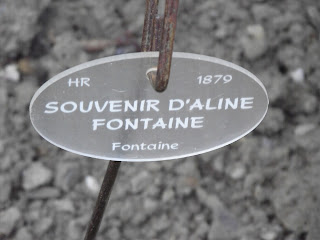 HR 1879
SOUVENIR D'ALINE
FONTAINE
Fontaine